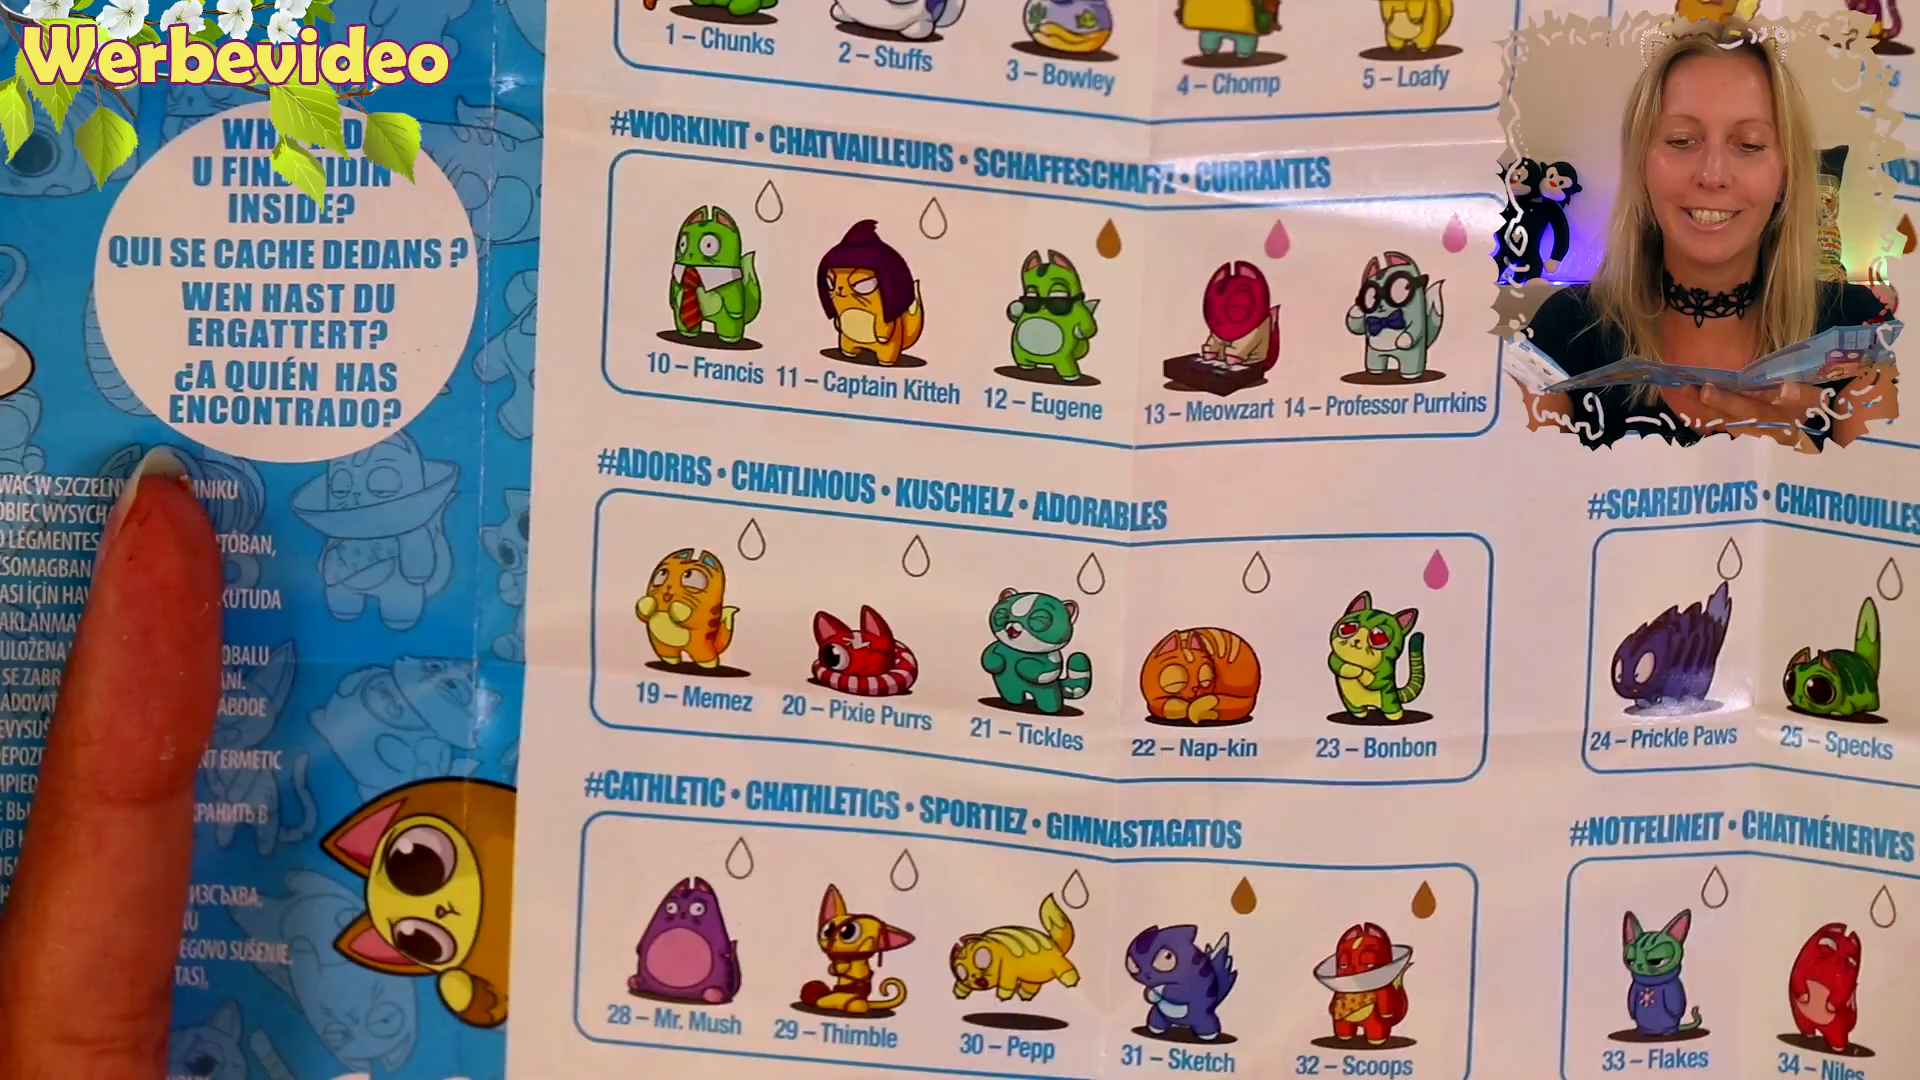 Werbevideo
U
INSIDE?
QUI SE CACHE DEDANS ?
WEN HAST DU
ERGATTERT?
¿A QUIÉN HAS
ENCONTRADO?
1 – Chunks
2 – Stuffs
3 – Bowley
4 – Chomp
5 – Loafy
#WORKINIT • CHATVAILLEURS • SCHAFFESCHAFFZ • CURRANTES
10 – Francis
11 – Captain Kitteh
12 – Eugene
13 – Meowzart
14 – Professor Purrkins
#ADORBS • CHATLINOUS • KUSCHELZ • ADORABLES
19 – Memez
20 – Pixie Purrs
21 – Tickles
22 – Nap-kin
23 – Bonbon
#SCAREDYCATS • CHATROUILLES
24 – Prickle Paws
25 – Specks
#CATHLETIC • CHATHLETICS • SPORTIEZ • GIMNASTAGATOS
28 – Mr. Mush
29 – Thimble
30 – Pepp
31 – Sketch
32 – Scoops
#NOTFELINEIT • CHATMÉNERVES
33 – Flakes
34 – Niles